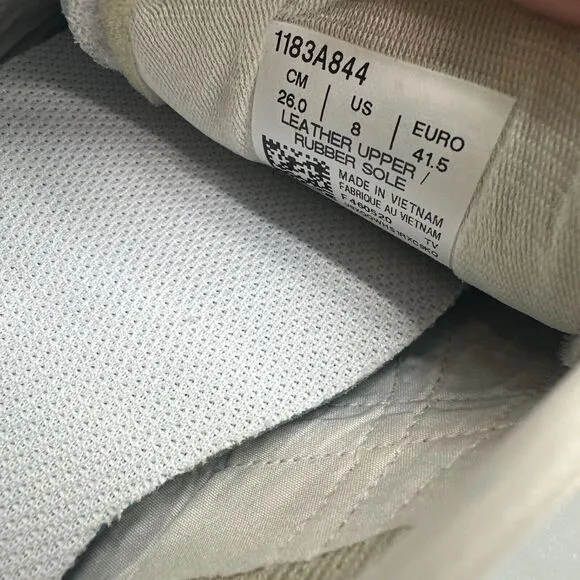 1183A844
CM | US | EURO
26.0 | 8 | 41.5
LEATHER UPPER /
RUBBER SOLE
MADE IN VIETNAM
FABRIQUE AU VIETNAM
F 460520 TV